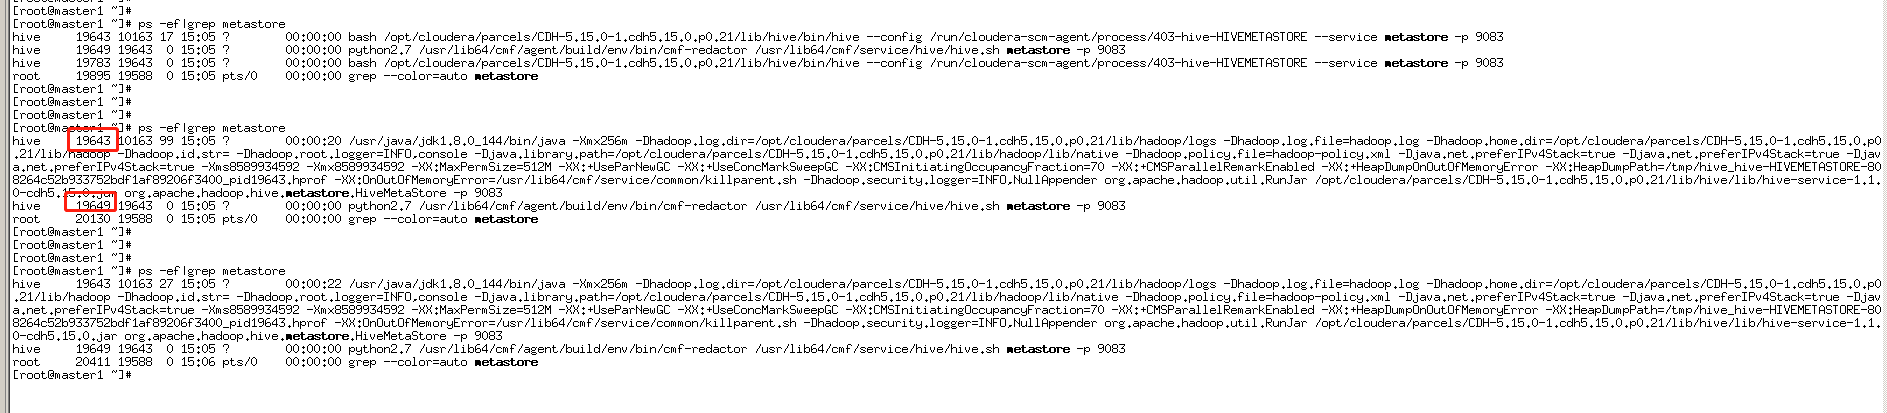 [root@master1 ~]#
[root@master1 ~]# ps -ef|grep metastore
hive     19643 10163 17 15:05 ?        00:00:00 bash /opt/cloudera/parcels/CDH-5.15.0-1.cdh5.15.0.p0.21/lib/hive/bin/hive --config /run/cloudera-scm-agent/process/403-hive-HIVEMETASTORE --service metastore -p 9083
hive     19649 19643  0 15:05 ?        00:00:00 python2.7 /usr/lib64/cmf/agent/build/env/bin/cmf-redactor /usr/lib64/cmf/service/hive/hive.sh metastore -p 9083
hive     19783 19643  0 15:05 ?        00:00:00 bash /opt/cloudera/parcels/CDH-5.15.0-1.cdh5.15.0.p0.21/lib/hive/bin/hive --config /run/cloudera-scm-agent/process/403-hive-HIVEMETASTORE --service metastore -p 9083
root     19895 19588  0 15:05 pts/0    00:00:00 grep --color=auto metastore
[root@master1 ~]#
[root@master1 ~]#
[root@master1 ~]#
[root@master1 ~]# ps -ef|grep metastore
hive     19643 10163 99 15:05 ?        00:00:20 /usr/java/jdk1.8.0_144/bin/java -Xmx256m -Dhadoop.log.dir=/opt/cloudera/parcels/CDH-5.15.0-1.cdh5.15.0.p0.21/lib/hadoop/logs -Dhadoop.log.file=hadoop.log -Dhadoop.home.dir=/opt/cloudera/parcels/CDH-5.15.0-1.cdh5.15.0.p0
.21/lib/hadoop -Dhadoop.id.str= -Dhadoop.root.logger=INFO,console -Djava.library.path=/opt/cloudera/parcels/CDH-5.15.0-1.cdh5.15.0.p0.21/lib/hadoop/lib/native -Dhadoop.policy.file=hadoop-policy.xml -Djava.net.preferIPv4Stack=true -Djava.net.preferIPv4Stack=true -Djav
a.net.preferIPv4Stack=true -Xms8589934592 -Xmx8589934592 -XX:MaxPermSize=512M -XX:+UseParNewGC -XX:+UseConcMarkSweepGC -XX:CMSInitiatingOccupancyFraction=70 -XX:+CMSParallelRemarkEnabled -XX:+HeapDumpOnOutOfMemoryError -XX:HeapDumpPath=/tmp/hive_hive-HIVEMETASTORE-80
8264c52b933752bdf1af89206f3400_pid19643.hprof -XX:OnOutOfMemoryError=/usr/lib64/cmf/service/common/killparent.sh -Dhadoop.security.logger=INFO,NullAppender org.apache.hadoop.util.RunJar /opt/cloudera/parcels/CDH-5.15.0-1.cdh5.15.0.p0.21/lib/hive/lib/hive-service-1.1.
0-cdh5.15.0.jar org.apache.hadoop.hive.metastore.HiveMetaStore -p 9083
hive     19649 19643  0 15:05 ?        00:00:00 python2.7 /usr/lib64/cmf/agent/build/env/bin/cmf-redactor /usr/lib64/cmf/service/hive/hive.sh metastore -p 9083
root     20130 19588  0 15:05 pts/0    00:00:00 grep --color=auto metastore
[root@master1 ~]#
[root@master1 ~]#
[root@master1 ~]#
[root@master1 ~]# ps -ef|grep metastore
hive     19643 10163 27 15:05 ?        00:00:22 /usr/java/jdk1.8.0_144/bin/java -Xmx256m -Dhadoop.log.dir=/opt/cloudera/parcels/CDH-5.15.0-1.cdh5.15.0.p0.21/lib/hadoop/logs -Dhadoop.log.file=hadoop.log -Dhadoop.home.dir=/opt/cloudera/parcels/CDH-5.15.0-1.cdh5.15.0.p0
.21/lib/hadoop -Dhadoop.id.str= -Dhadoop.root.logger=INFO,console -Djava.library.path=/opt/cloudera/parcels/CDH-5.15.0-1.cdh5.15.0.p0.21/lib/hadoop/lib/native -Dhadoop.policy.file=hadoop-policy.xml -Djava.net.preferIPv4Stack=true -Djava.net.preferIPv4Stack=true -Djav
a.net.preferIPv4Stack=true -Xms8589934592 -Xmx8589934592 -XX:MaxPermSize=512M -XX:+UseParNewGC -XX:+UseConcMarkSweepGC -XX:CMSInitiatingOccupancyFraction=70 -XX:+CMSParallelRemarkEnabled -XX:+HeapDumpOnOutOfMemoryError -XX:HeapDumpPath=/tmp/hive_hive-HIVEMETASTORE-80
8264c52b933752bdf1af89206f3400_pid19643.hprof -XX:OnOutOfMemoryError=/usr/lib64/cmf/service/common/killparent.sh -Dhadoop.security.logger=INFO,NullAppender org.apache.hadoop.util.RunJar /opt/cloudera/parcels/CDH-5.15.0-1.cdh5.15.0.p0.21/lib/hive/lib/hive-service-1.1.
0-cdh5.15.0.jar org.apache.hadoop.hive.metastore.HiveMetaStore -p 9083
hive     19649 19643  0 15:05 ?        00:00:00 python2.7 /usr/lib64/cmf/agent/build/env/bin/cmf-redactor /usr/lib64/cmf/service/hive/hive.sh metastore -p 9083
root     20411 19588  0 15:06 pts/0    00:00:00 grep --color=auto metastore
[root@master1 ~]#